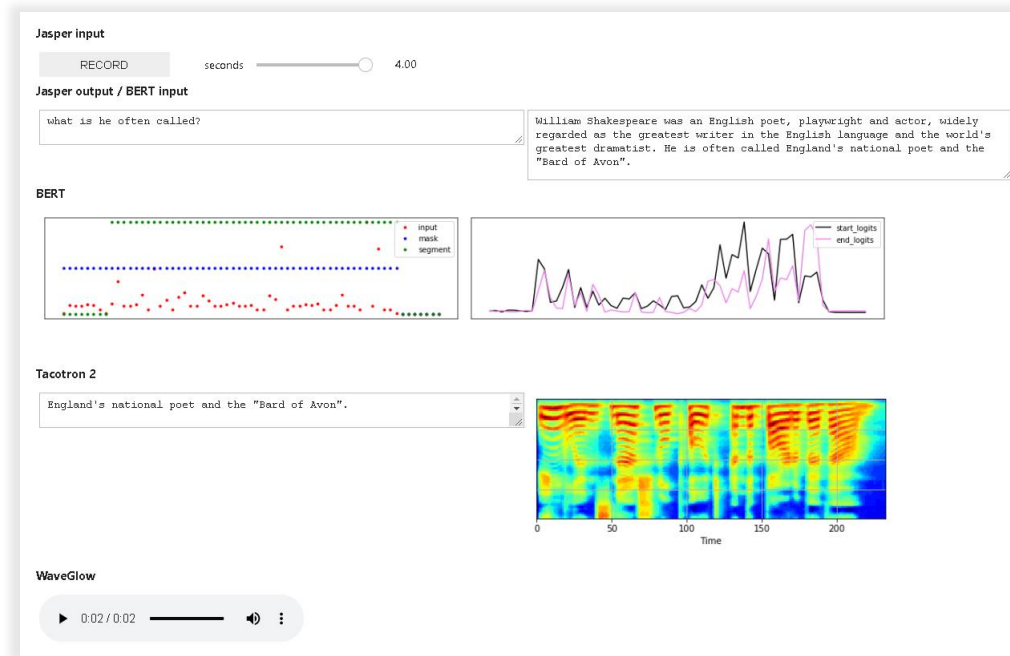 Jasper input
RECORD
seconds
4.00
Jasper output / BERT input
what is he often called?
William Shakespeare was an English poet, playwright and actor, widely
regarded as the greatest writer in the English language and the world's
greatest dramatist. He is often called England's national poet and the
"Bard of Avon".
BERT
input
mask
segment
start_logits
end_logits
Tacotron 2
England's national poet and the "Bard of Avon".
0 50 100 150 200
Time
WaveGlow
0:02 / 0:02